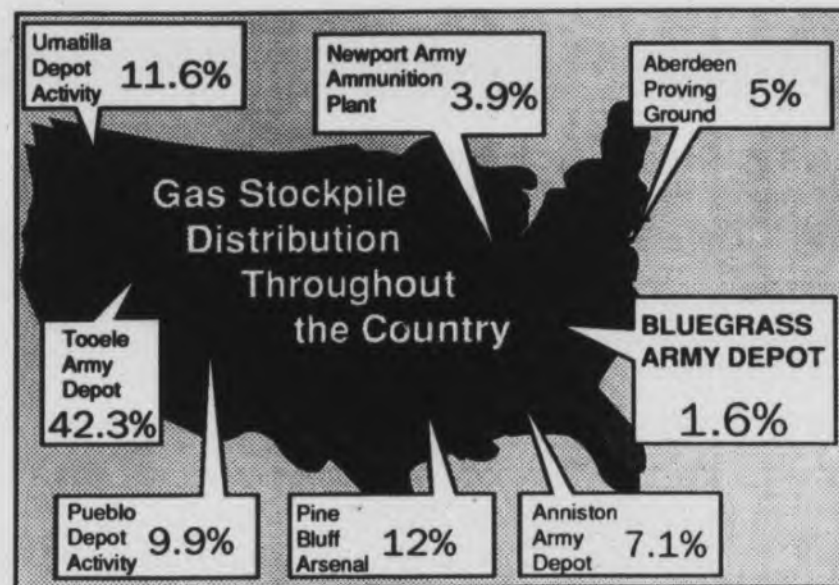 Umatilla
Depot
Activity
11.6%
Newport Army
Ammunition
Plant
3.9%
Aberdeen
Proving
Ground
5%
Gas Stockpile
Distribution
Throughout
the Country
Tooele
Army
Depot
42.3%
BLUEGRASS
ARMY DEPOT
1.6%
Pueblo
Depot
Activity
9.9%
Pine
Bluff
Arsenal
12%
Anniston
Army
Depot
7.1%